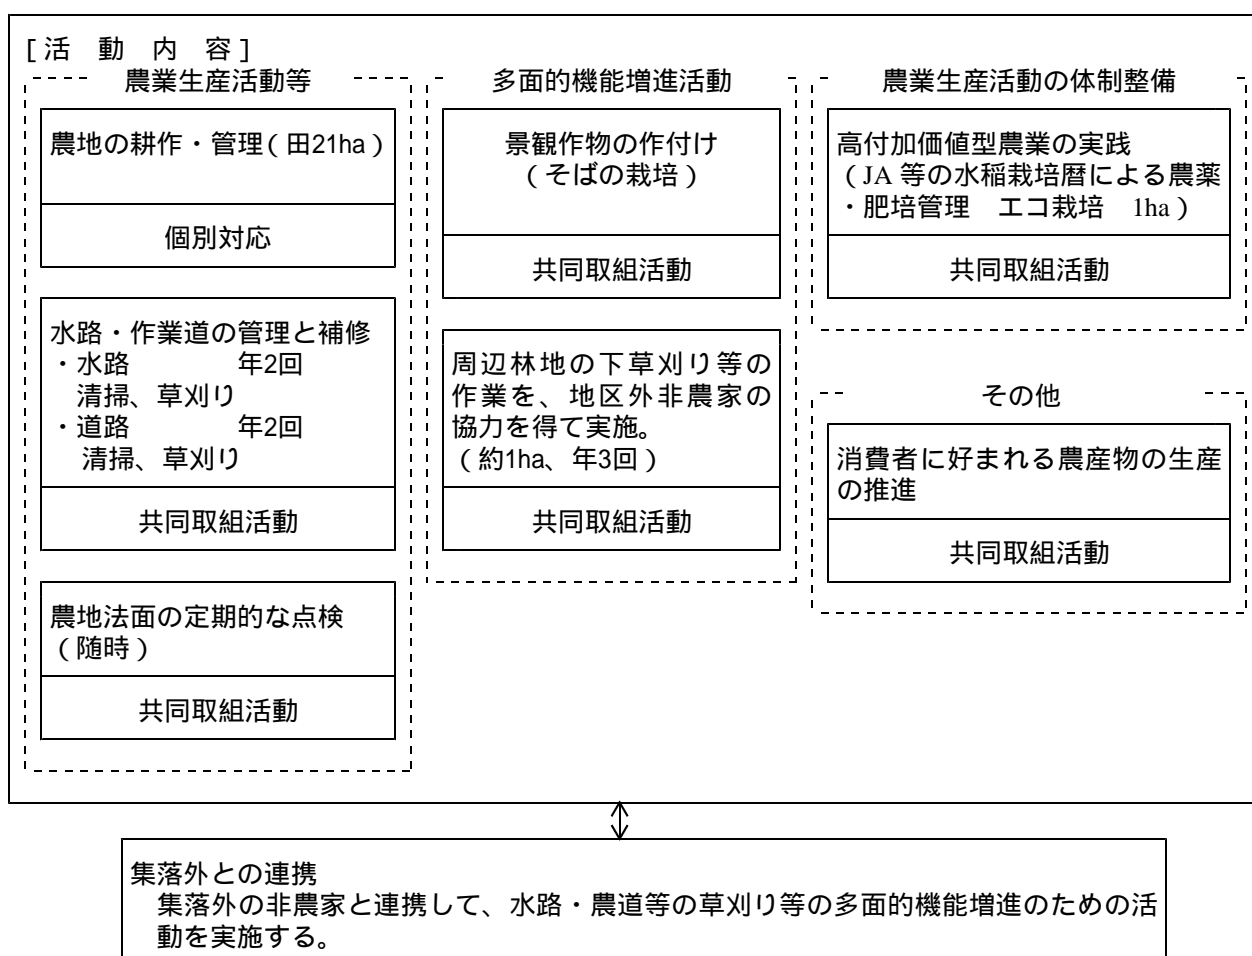 [活 動 内 容]
農業生産活動等
農地の耕作・管理(田21ha)
個別対応
水路・作業道の管理と補修
・水路 年2回
清掃、草刈り
・道路 年2回
清掃、草刈り
共同取組活動
農地法面の定期的な点検
(随時)
共同取組活動
多面的機能増進活動
景観作物の作付け
(そばの栽培)
共同取組活動
周辺林地の下草刈り等の
作業を、地区外非農家の
協力を得て実施。
(約1ha、年3回)
共同取組活動
農業生産活動の体制整備
高付加価値型農業の実践
(JA 等の水稲栽培暦による農薬
・肥培管理 エコ栽培 1ha)
共同取組活動
その他
消費者に好まれる農産物の生産
の推進
共同取組活動
集落外との連携
集落外の非農家と連携して、水路・農道等の草刈り等の多面的機能増進のための活
動を実施する。